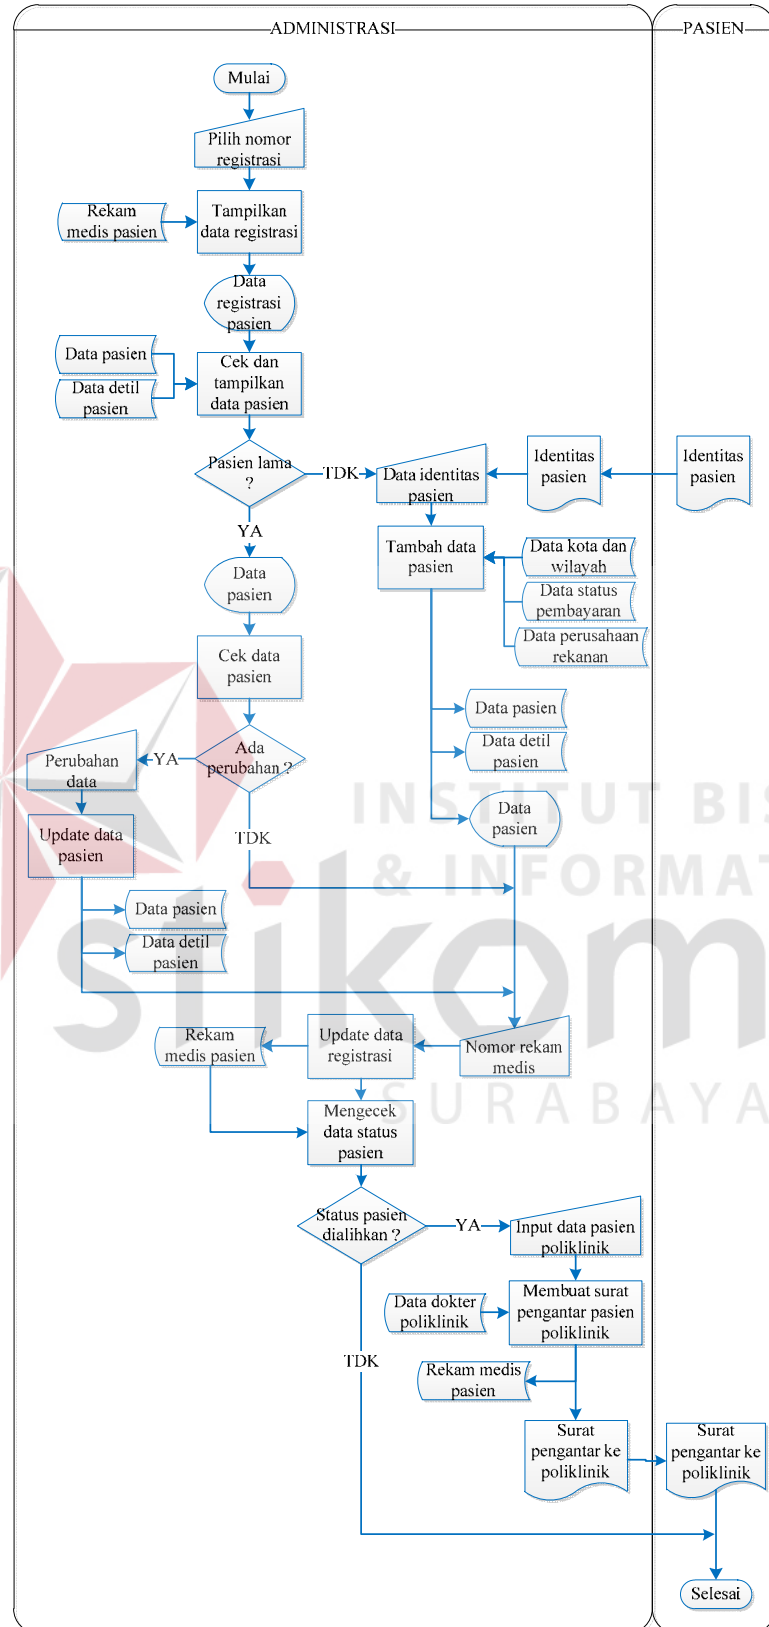 ADMINISTRASI
PASIEN
Mulai
Pilih nomor
registrasi
Rekam
medis pasien
Tampilkan
data registrasi
Data
registrasi
pasien
Data pasien
Data detil
pasien
Cek dan
tampilkan
data pasien
Pasien lama
?
TDK
Data identitas
pasien
Identitas
pasien
Identitas
pasien
YA
Tambah data
pasien
Data kota dan
wilayah
Data status
pembayaran
Data perusahaan
rekanan
Data
pasien
Cek data
pasien
Data pasien
Data detil
pasien
Ada
perubahan ?
YA
Perubahan
data
TDK
Data
pasien
Update data
pasien
Data pasien
Data detil
pasien
INSTITUT BIS
& INFORMAT
stikom
SURABAYA
Rekam
medis pasien
Update data
registrasi
Nomor rekam
medis
Mengecek
data status
pasien
Status pasien
dialihkan ?
YA
Input data pasien
poliklinik
Data dokter
poliklinik
Membuat surat
pengantar pasien
poliklinik
TDK
Rekam medis
pasien
Surat
pengantar ke
poliklinik
Surat
pengantar ke
poliklinik
Selesai